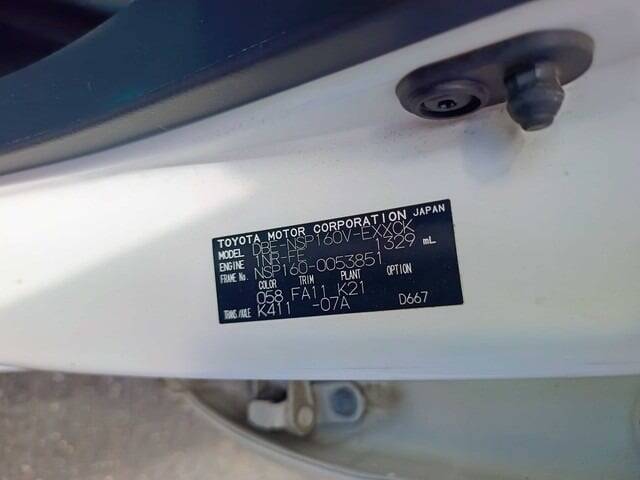 TOYOTA MOTOR CORPORATION JAPAN
MODEL DBE-NSP160V-EXXCK
ENGINE 1NR-FE 1329 mL
FRAME No. NSP160-0053851
COLOR TRIM PLANT OPTION
058 FA11 K21
TRANS/AXLE K411 -07A D667